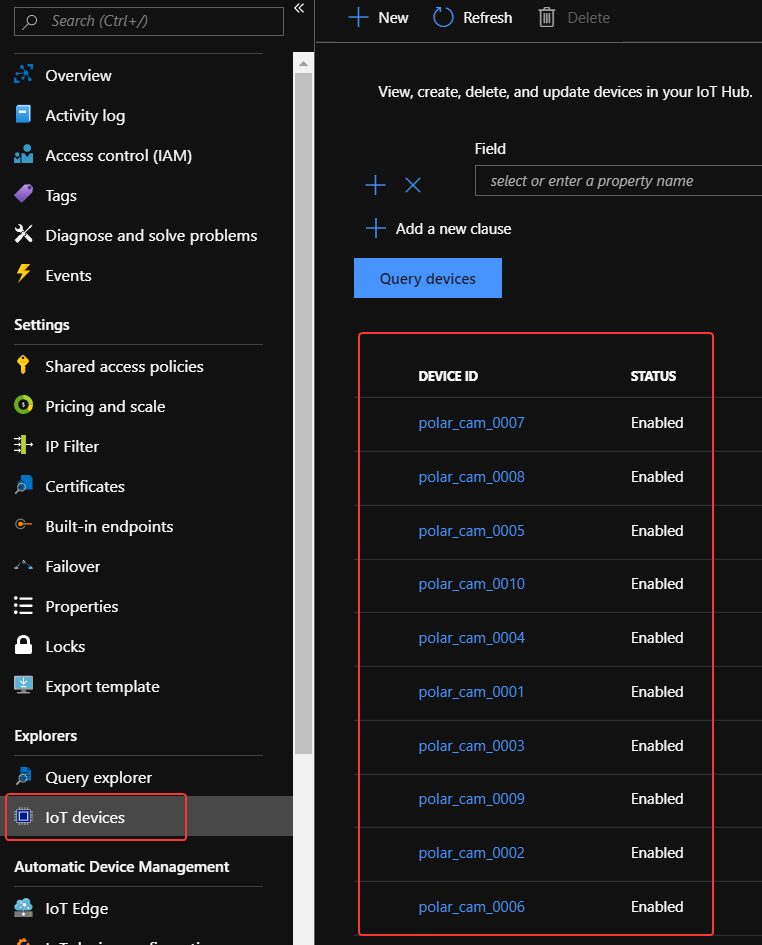 Search (Ctrl+/)
«
Overview
Activity log
Access control (IAM)
Tags
Diagnose and solve problems
Events
Settings
Shared access policies
Pricing and scale
IP Filter
Certificates
Built-in endpoints
Failover
Properties
Locks
Export template
Explorers
Query explorer
IoT devices
Automatic Device Management
IoT Edge
New
Refresh
Delete
View, create, delete, and update devices in your IoT Hub.
Field
select or enter a property name
Add a new clause
Query devices
DEVICE ID STATUS
polar_cam_0007 Enabled
polar_cam_0008 Enabled
polar_cam_0005 Enabled
polar_cam_0010 Enabled
polar_cam_0004 Enabled
polar_cam_0001 Enabled
polar_cam_0003 Enabled
polar_cam_0009 Enabled
polar_cam_0002 Enabled
polar_cam_0006 Enabled